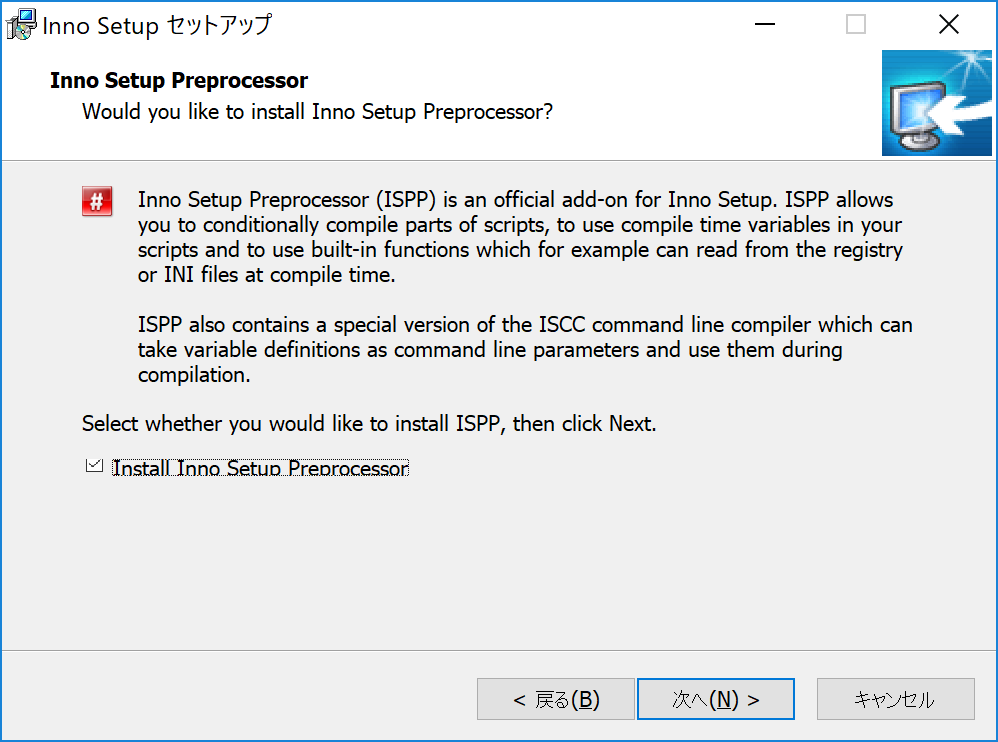 Inno Setup セットアップ
Inno Setup Preprocessor
Would you like to install Inno Setup Preprocessor?
#
Inno Setup Preprocessor (ISPP) is an official add-on for Inno Setup. ISPP allows
you to conditionally compile parts of scripts, to use compile time variables in your
scripts and to use built-in functions which for example can read from the registry
or INI files at compile time.
ISPP also contains a special version of the ISCC command line compiler which can
take variable definitions as command line parameters and use them during
compilation.
Select whether you would like to install ISPP, then click Next.
Install Inno Setup Preprocessor
< 戻る(B) 次へ(N) > キャンセル